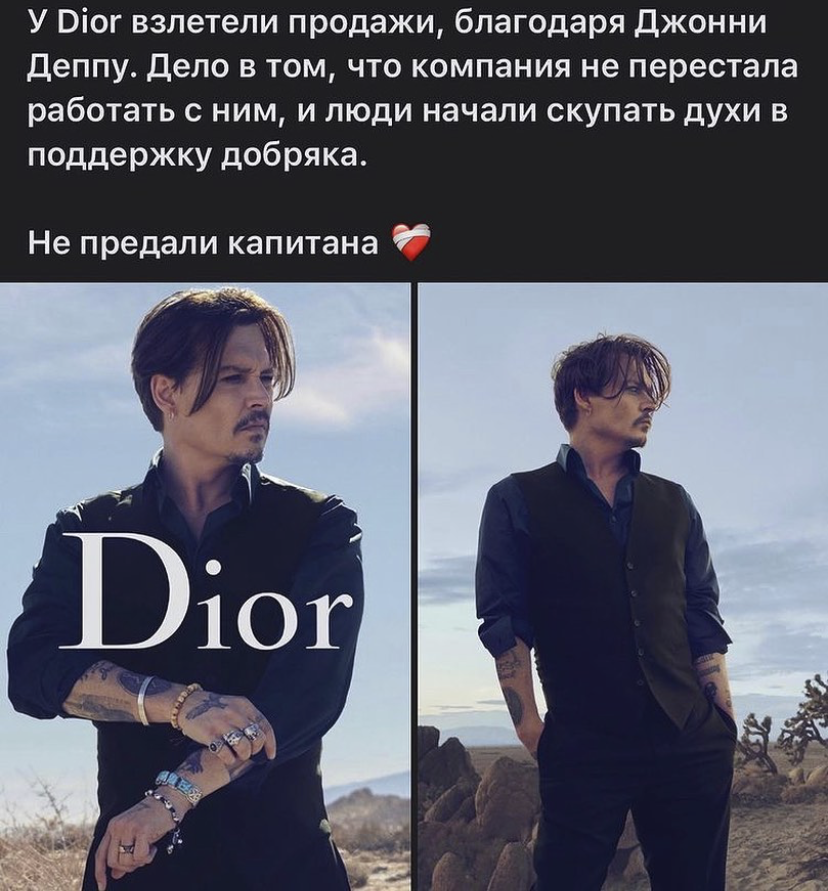 У Dior взлетели продажи, благодаря Джонни
Деппу. Дело в том, что компания не перестала
работать с ним, и люди начали скупать духи в
поддержку добряка.
Не предали капитана ❤️‍🩹
Dior